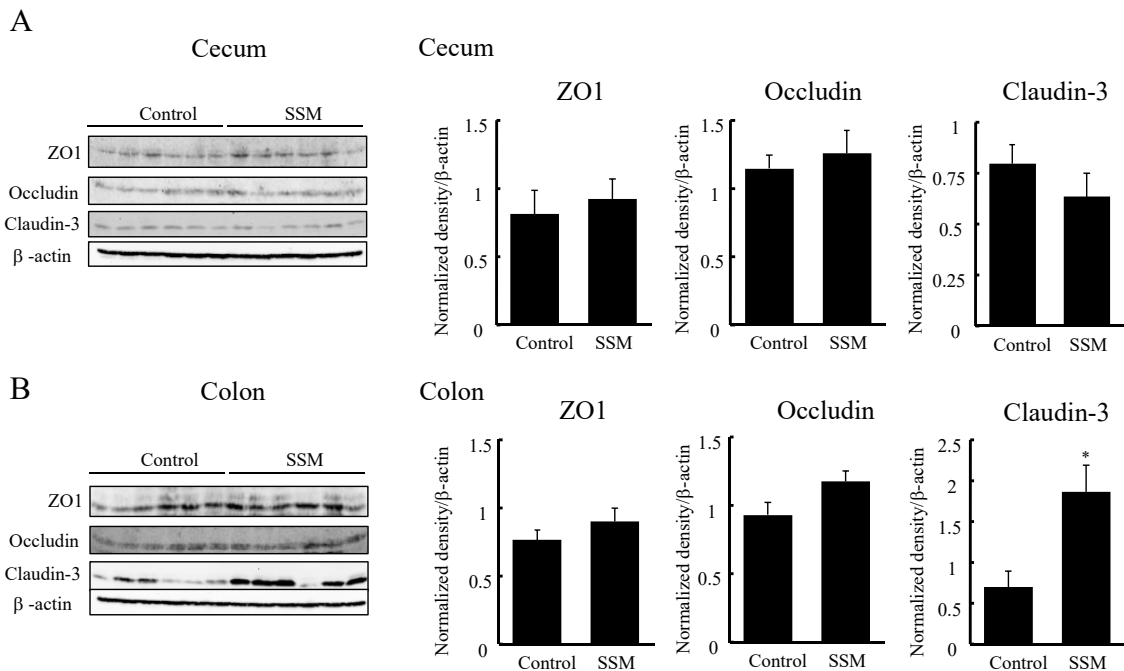 A
Cecum
Control SSM
ZO1
Occludin
Claudin-3
β -actin
Cecum
ZO1
Normalized density/β-actin
1.5
1
0.5
0
Control SSM
Occludin
Normalized density/β-actin
1.5
1
0.5
0
Control SSM
Claudin-3
Normalized density/β-actin
1
0.75
0.5
0.25
0
Control SSM
B
Colon
Control SSM
ZO1
Occludin
Claudin-3
β -actin
Colon
ZO1
Normalized density/β-actin
1.5
1
0.5
0
Control SSM
Occludin
Normalized density/β-actin
1.5
1
0.5
0
Control SSM
Claudin-3
Normalized density/β-actin
2.5
2
1.5
1
0.5
0
*
Control SSM